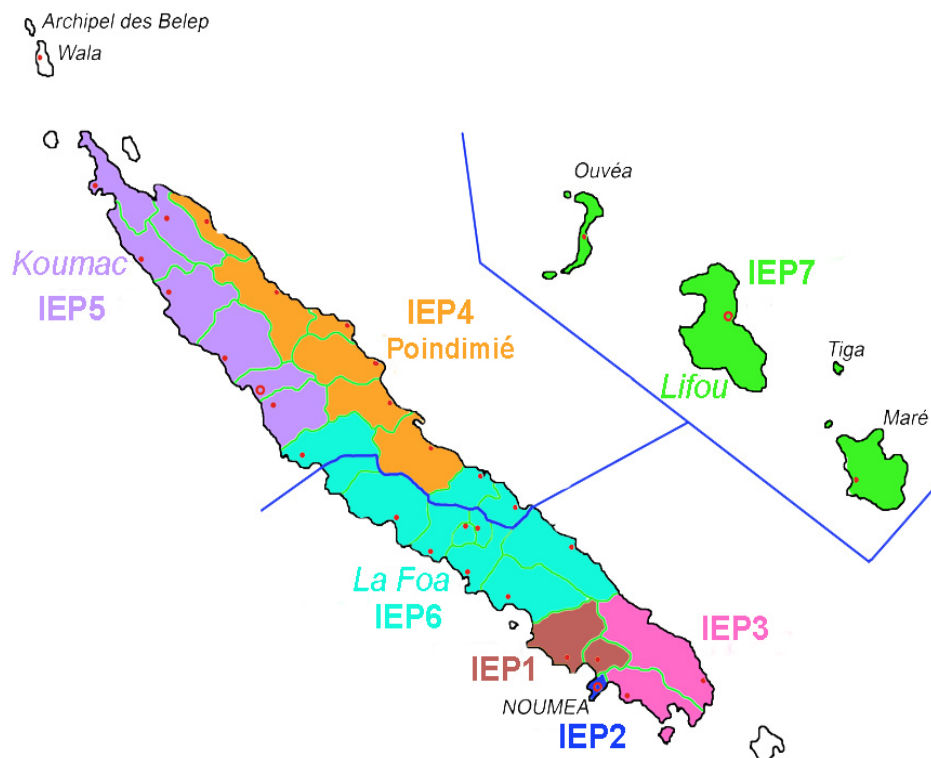 Archipel des Belep
Wala
Ouvéa
Koumac
IEP5
IEP4
Poindimié
IEP7
Lifou
Tiga
Maré
La Foa
IEP6
IEP3
IEP1
NOUMEA
IEP2